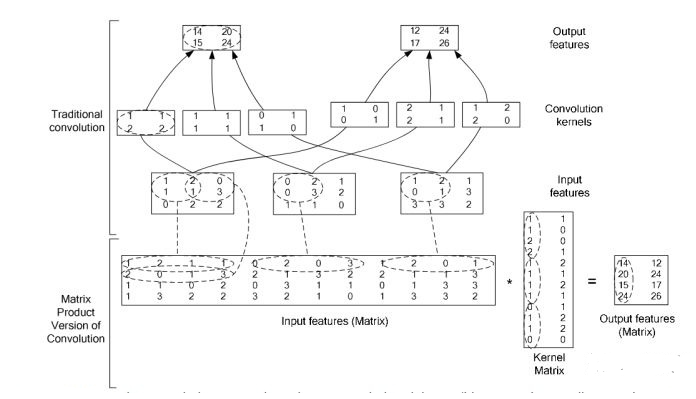 14 20
15 24
12 24
17 26
Output
features
Traditional
convolution
1 1
2 2
1 1
1 1
0 1
1 0
1 0
0 1
2 1
2 1
1 2
2 0
Convolution
kernels
1 2 0
1 1 3
0 2 2
0 2 1
0 3 2
1 1 0
1 2 1
0 1 3
3 3 2
Input
features
Matrix
Product
Version of
Convolution
1 2 1 1 0 2 0 3 1 2 0 1
2 0 1 3 2 1 3 2 2 1 1 3
1 1 0 2 0 3 1 1 0 1 3 3
1 3 2 2 3 2 1 0 1 3 3 2
Input features (Matrix)
*
1 1
1 0
2 0
2 1
1 2
1 1
1 2
1 1
0 1
1 2
1 2
0 0
Kernel
Matrix
=
14 12
20 24
15 17
24 26
Output features
(Matrix)